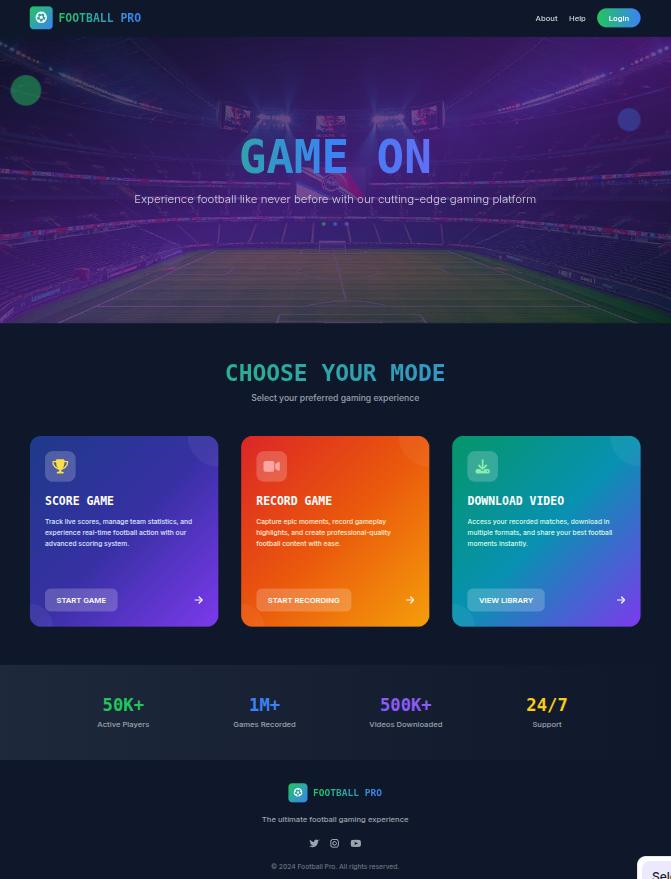 FOOTBALL PRO
About Help Login
GAME ON
Experience football like never before with our cutting-edge gaming platform
CHOOSE YOUR MODE
Select your preferred gaming experience
SCORE GAME
Track live scores, manage team statistics, and
experience real-time football action with our
advanced scoring system.
START GAME
RECORD GAME
Capture epic moments, record gameplay
highlights, and create professional-quality
football content with ease.
START RECORDING
DOWNLOAD VIDEO
Access your recorded matches, download in
multiple formats, and share your best football
moments instantly.
VIEW LIBRARY
50K+
Active Players
1M+
Games Recorded
500K+
Videos Downloaded
24/7
Support
FOOTBALL PRO
The ultimate football gaming experience
© 2024 Football Pro. All rights reserved.